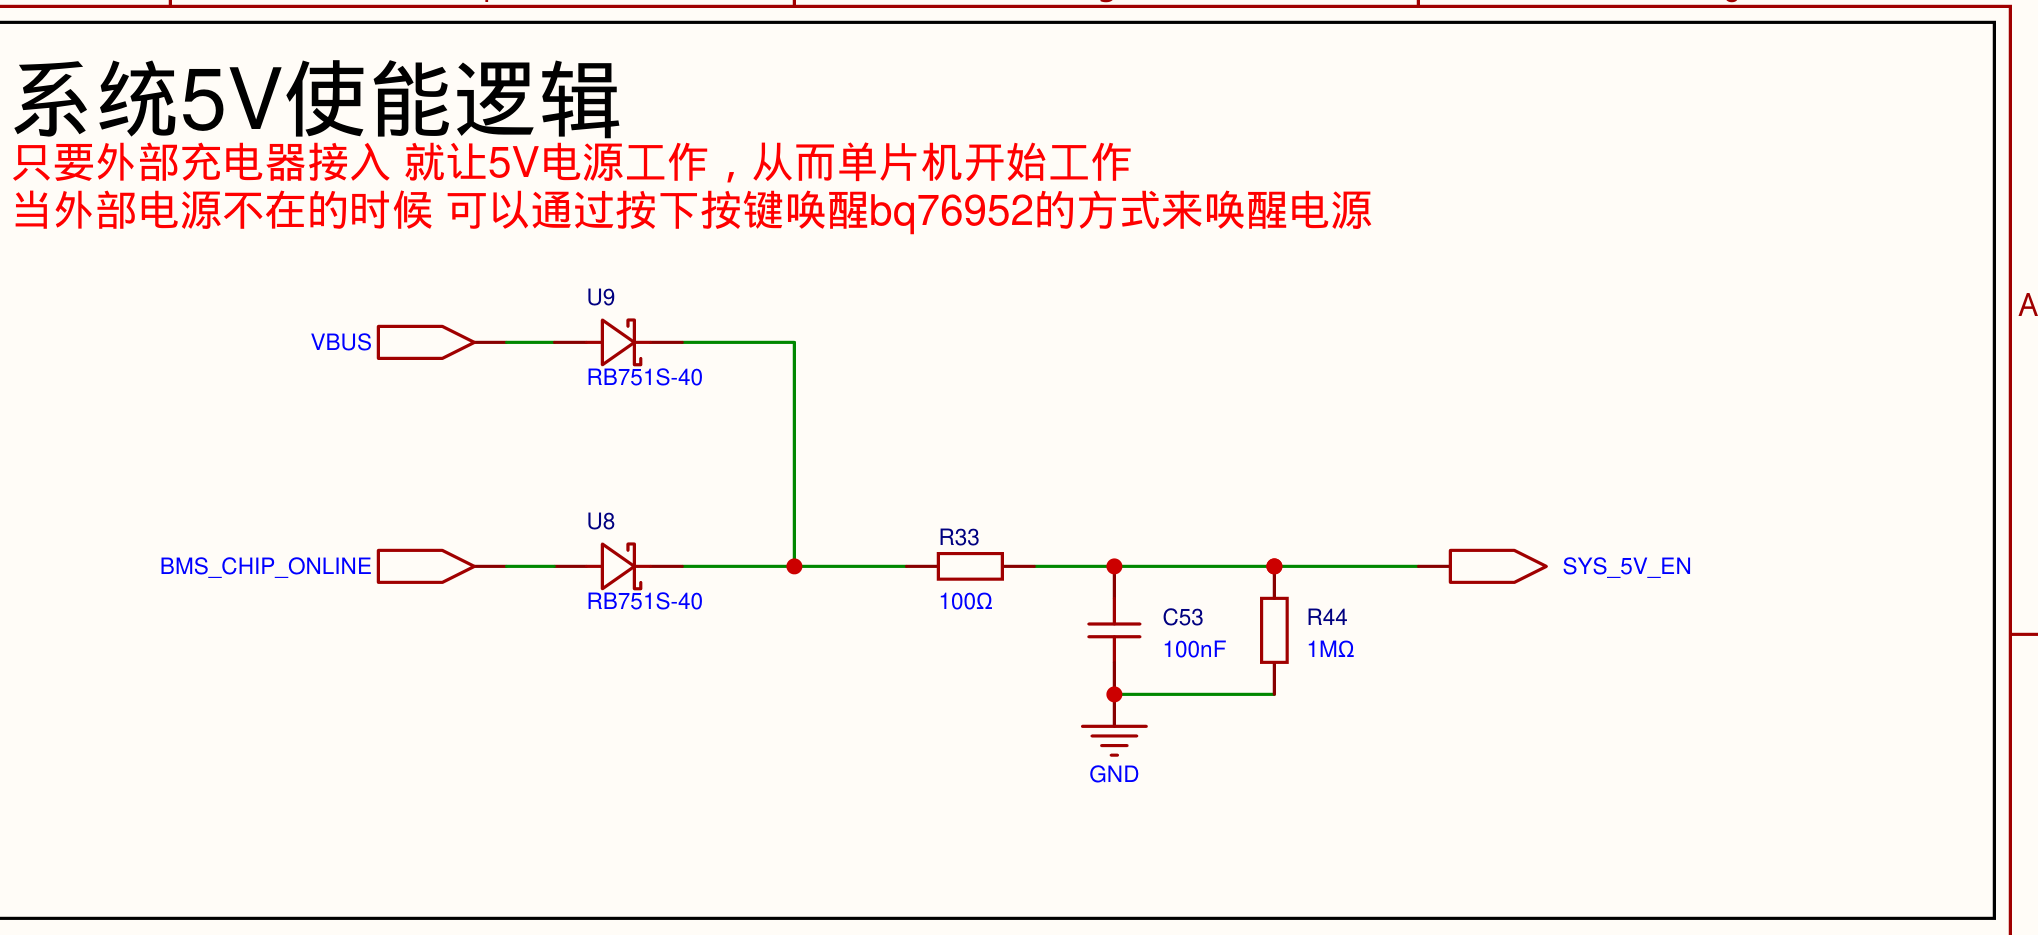 系统5V使能逻辑
只要外部充电器接入 就让5V电源工作，从而单片机开始工作
当外部电源不在的时候 可以通过按下按键唤醒bq76952的方式来唤醒电源
U9
VBUS
RB751S-40
A
U8
BMS_CHIP_ONLINE
RB751S-40
R33
100Ω
SYS_5V_EN
C53
100nF
R44
1MΩ
GND